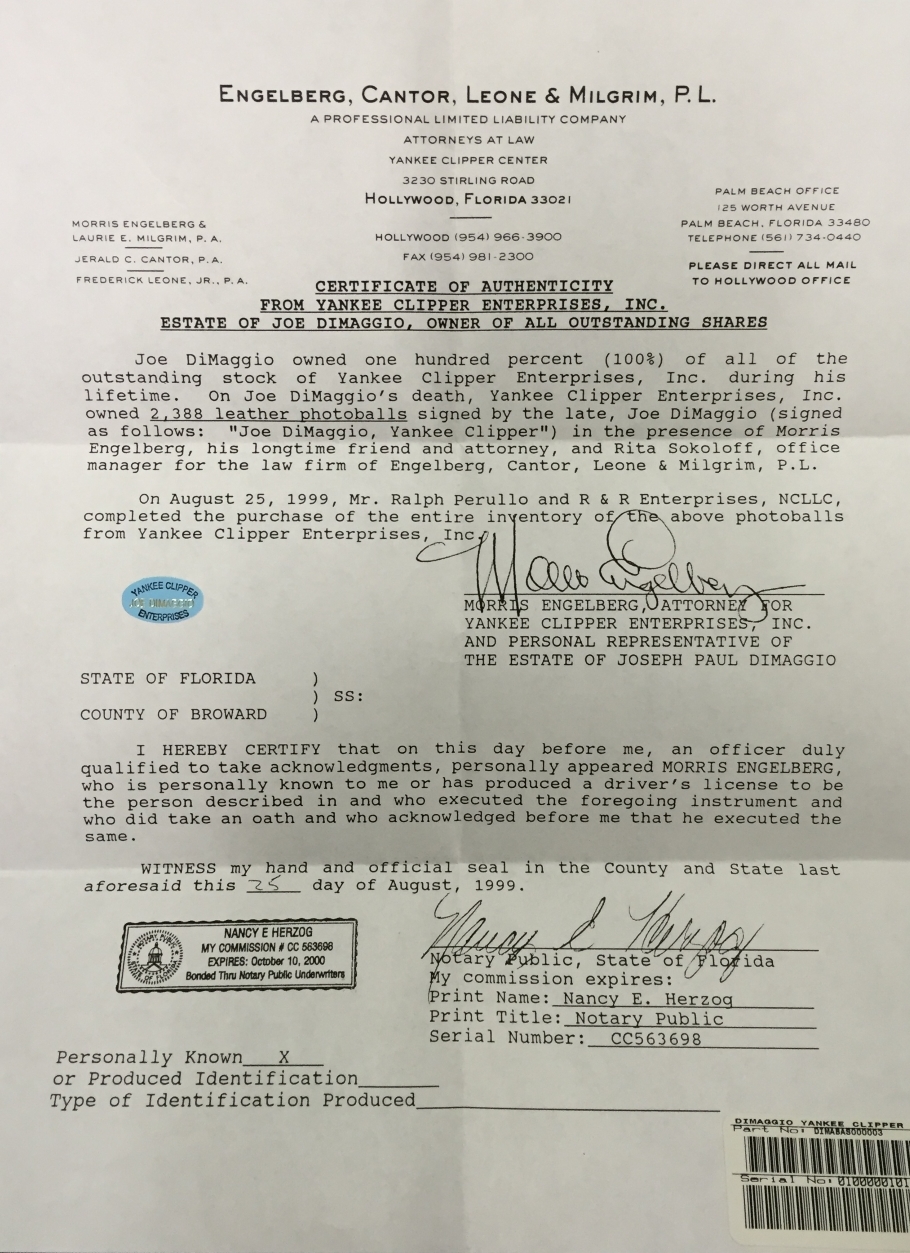 ENGELBERG, CANTOR, LEONE & MILGRIM, P.L.
A PROFESSIONAL LIMITED LIABILITY COMPANY
ATTORNEYS AT LAW
YANKEE CLIPPER CENTER
3230 STIRLING ROAD
HOLLYWOOD, FLORIDA 33021
HOLLYWOOD (954) 966-3900
FAX (954) 981-2300
MORRIS ENGELBERG &
LAURIE E. MILGRIM, P. A.
JERALD C. CANTOR, P.A.
FREDERICK LEONE, JR., P. A.
PALM BEACH OFFICE
125 WORTH AVENUE
PALM BEACH, FLORIDA 33480
TELEPHONE (561) 734-0440
PLEASE DIRECT ALL MAIL
TO HOLLYWOOD OFFICE
CERTIFICATE OF AUTHENTICITY
FROM YANKEE CLIPPER ENTERPRISES, INC.
ESTATE OF JOE DIMAGGIO, OWNER OF ALL OUTSTANDING SHARES
Joe DiMaggio owned one hundred percent (100%) of all of the
outstanding stock of Yankee Clipper Enterprises, Inc. during his
lifetime. On Joe DiMaggio's death, Yankee Clipper Enterprises, Inc.
owned 2,388 leather photoballs signed by the late, Joe DiMaggio (signed
as follows: "Joe DiMaggio, Yankee Clipper") in the presence of Morris
Engelberg, his longtime friend and attorney, and Rita Sokoloff, office
manager for the law firm of Engelberg, Cantor, Leone & Milgrim, P.L.
On August 25, 1999, Mr. Ralph Perullo and R & R Enterprises, NCLLC,
completed the purchase of the entire inventory of the above photoballs
from Yankee Clipper Enterprises, Inc.
Morris Engelberg
YANKEE CLIPPER
JOE DIMAGGIO
ENTERPRISES
MORRIS ENGELBERG, ATTORNEY FOR
YANKEE CLIPPER ENTERPRISES, INC.
AND PERSONAL REPRESENTATIVE OF
THE ESTATE OF JOSEPH PAUL DIMAGGIO
STATE OF FLORIDA )
) SS:
COUNTY OF BROWARD )
I HEREBY CERTIFY that on this day before me, an officer duly
qualified to take acknowledgments, personally appeared MORRIS ENGELBERG,
who is personally known to me or has produced a driver's license to be
the person described in and who executed the foregoing instrument and
who did take an oath and who acknowledged before me that he executed the
same.
WITNESS my hand and official seal in the County and State last
aforesaid this 25 day of August, 1999.
NANCY E HERZOG
MY COMMISSION # CC 563698
EXPIRES: October 10, 2000
Bonded Thru Notary Public Underwriters
Nancy E Herzog
Notary Public, State of Florida
My commission expires:
Print Name: Nancy E. Herzog
Print Title: Notary Public
Serial Number: CC563698
Personally Known X
or Produced Identification
Type of Identification Produced
DIMAGGIO YANKEE CLIPPER
Part No: DIMABAS000003
Serial No: 0100000101